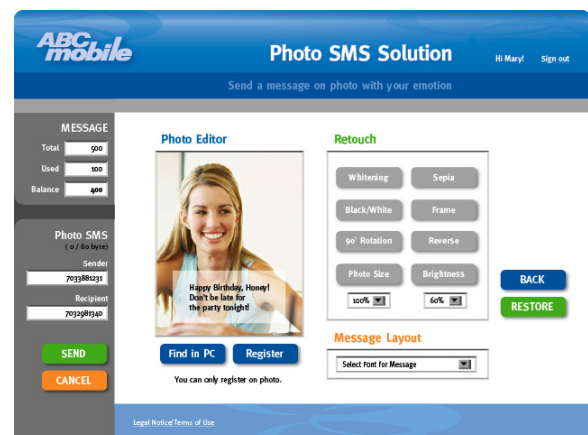 ABC mobile
Photo SMS Solution
Hi Mary!
Sign out
Send a message on photo with your emotion
MESSAGE
Total 500
Used 100
Balance 400
Photo SMS
( 0 / 80 byte)
Sender
7033881231
Recipient
7032981340
SEND
CANCEL
Photo Editor
Happy Birthday, Honey!
Don't be late for
the party tonight!
Find in PC
Register
You can only register on photo.
Retouch
Whitening
Sepia
Black/White
Frame
90° Rotation
Reverse
Photo Size
Brightness
100%
60%
BACK
RESTORE
Message Layout
Select Font for Message
Legal Notice/Terms of Use